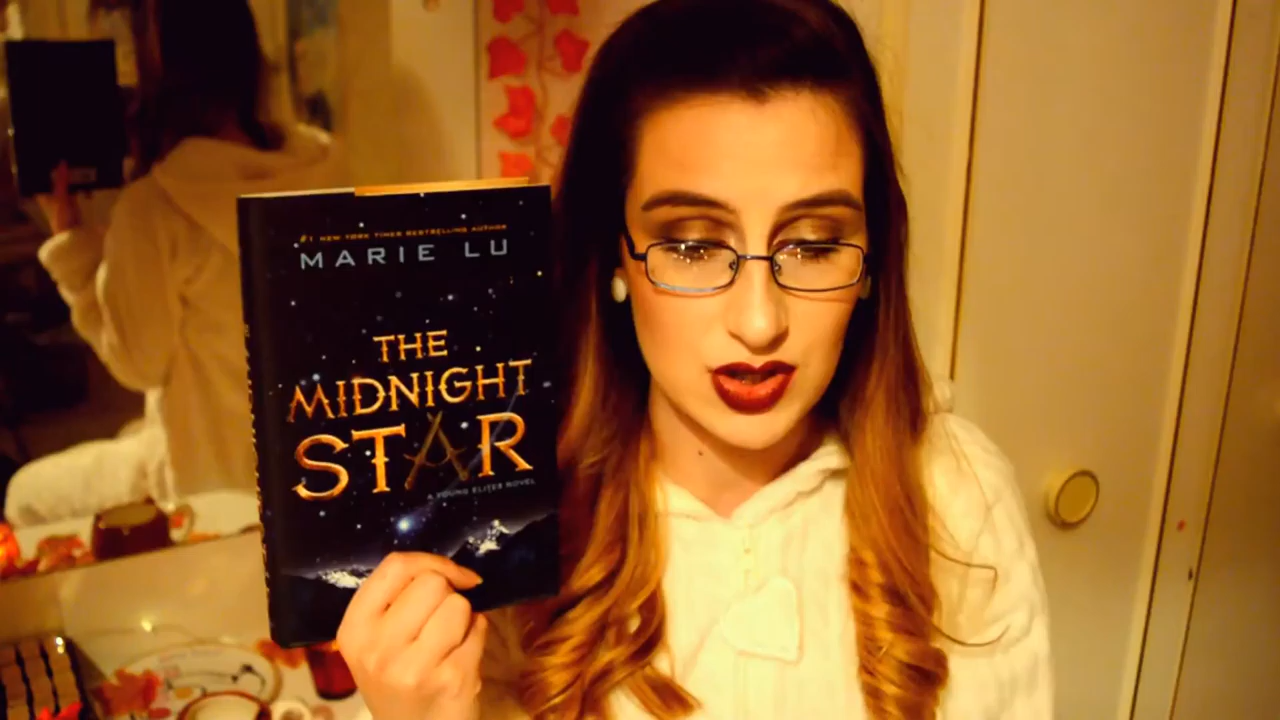 #1 NEW YORK TIMES BESTSELLING AUTHOR
MARIE LU
THE
MIDNIGHT
STAR
A YOUNG ELITES NOVEL